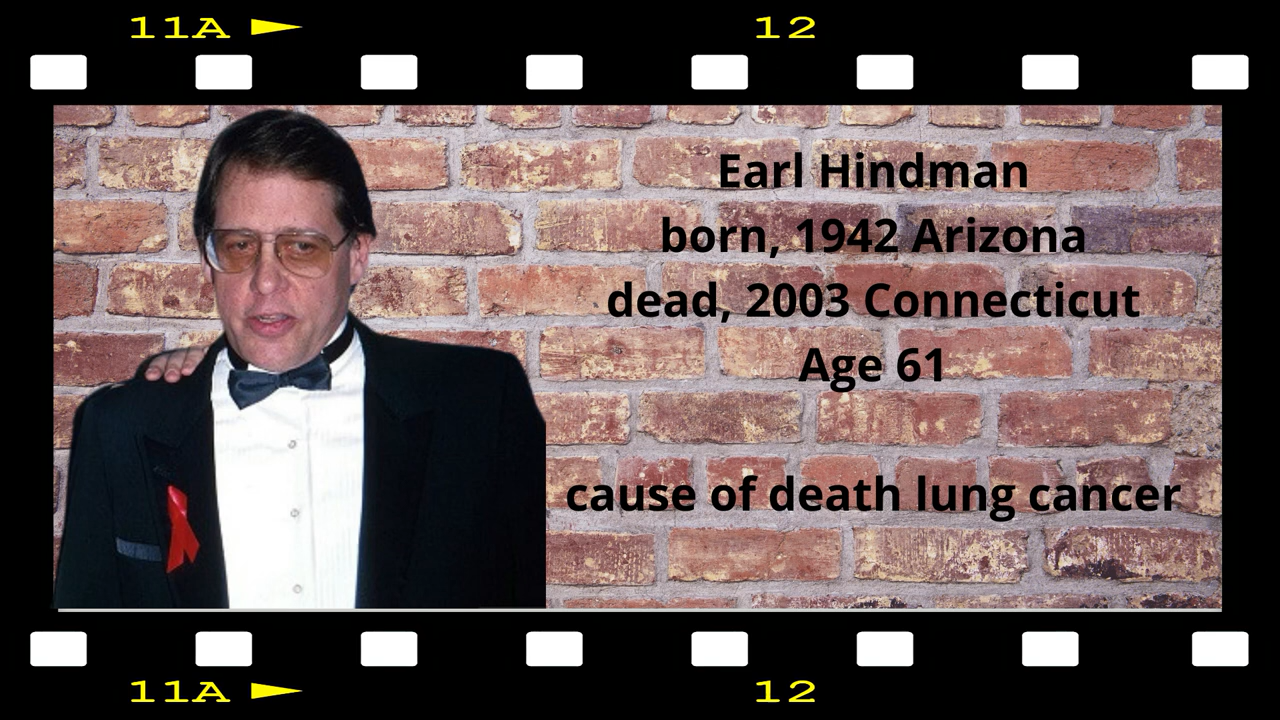 11A 12
Earl Hindman
born, 1942 Arizona
dead, 2003 Connecticut
Age 61
cause of death lung cancer
11A 12